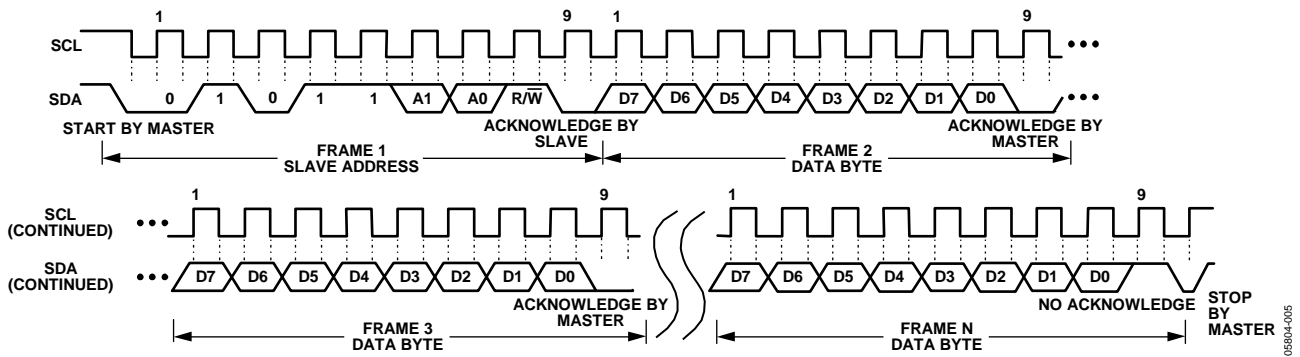 1 9 1 9
SCL
SDA 0 1 0 1 1 A1 A0 R/W̅ D7 D6 D5 D4 D3 D2 D1 D0
START BY MASTER
ACKNOWLEDGE BY
SLAVE
ACKNOWLEDGE BY
MASTER
FRAME 1
SLAVE ADDRESS
FRAME 2
DATA BYTE
1 9 1 9
SCL
(CONTINUED)
SDA
(CONTINUED)
D7 D6 D5 D4 D3 D2 D1 D0
D7 D6 D5 D4 D3 D2 D1 D0
ACKNOWLEDGE BY
MASTER
NO ACKNOWLEDGE
STOP
BY
MASTER
FRAME 3
DATA BYTE
FRAME N
DATA BYTE
05804-005